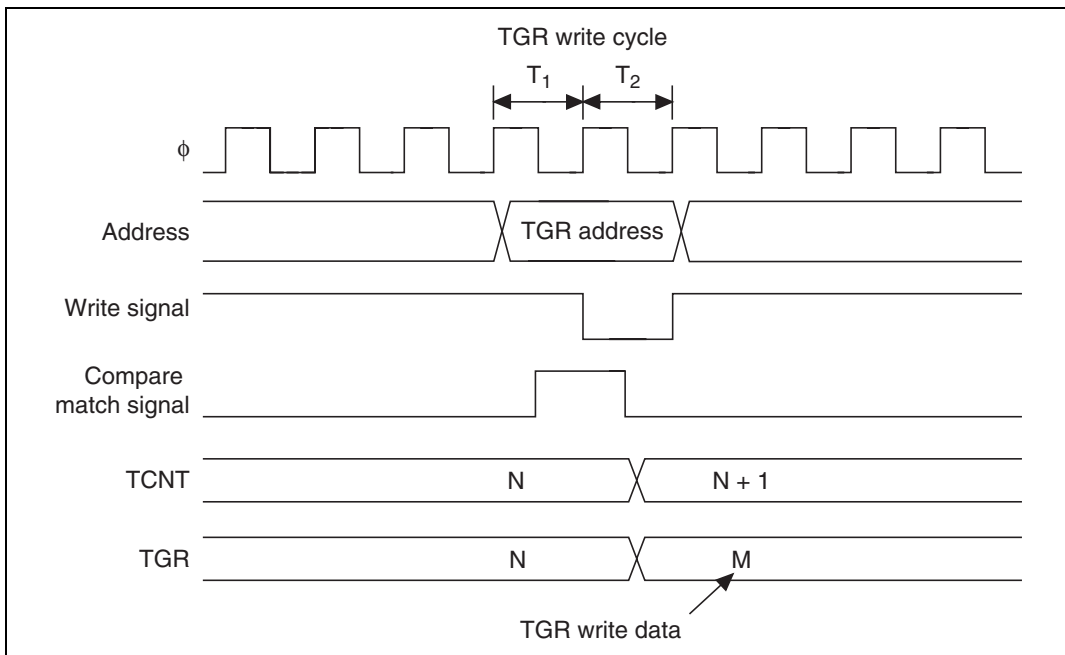 TGR write cycle
T1 T2
φ
Address TGR address
Write signal
Compare
match signal
TCNT N N + 1
TGR N M
TGR write data